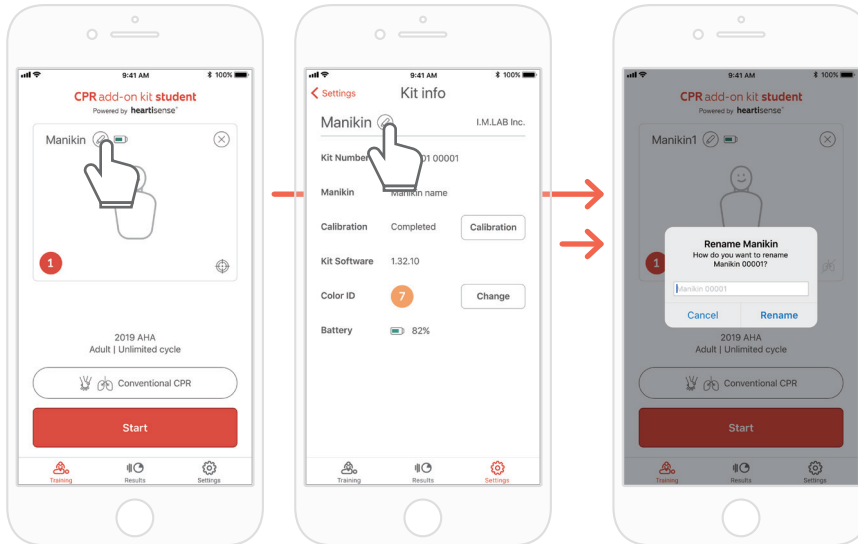 9:41 AM
100%
CPR add-on kit student
Powered by heartisense
Manikin
1
2019 AHA
Adult | Unlimited cycle
Conventional CPR
Start
Training
Results
Settings
9:41 AM
100%
Settings
Kit info
Manikin
I.M.LAB Inc.
Kit Number
01 00001
Manikin
Manikin name
Calibration
Completed
Calibration
Kit Software
1.32.10
Color ID
7
Change
Battery
82%
Training
Results
Settings
9:41 AM
100%
CPR add-on kit student
Powered by heartisense
Manikin1
1
Rename Manikin
How do you want to rename
Manikin 00001?
Manikin 00001
Cancel
Rename
2019 AHA
Adult | Unlimited cycle
Conventional CPR
Start
Training
Results
Settings